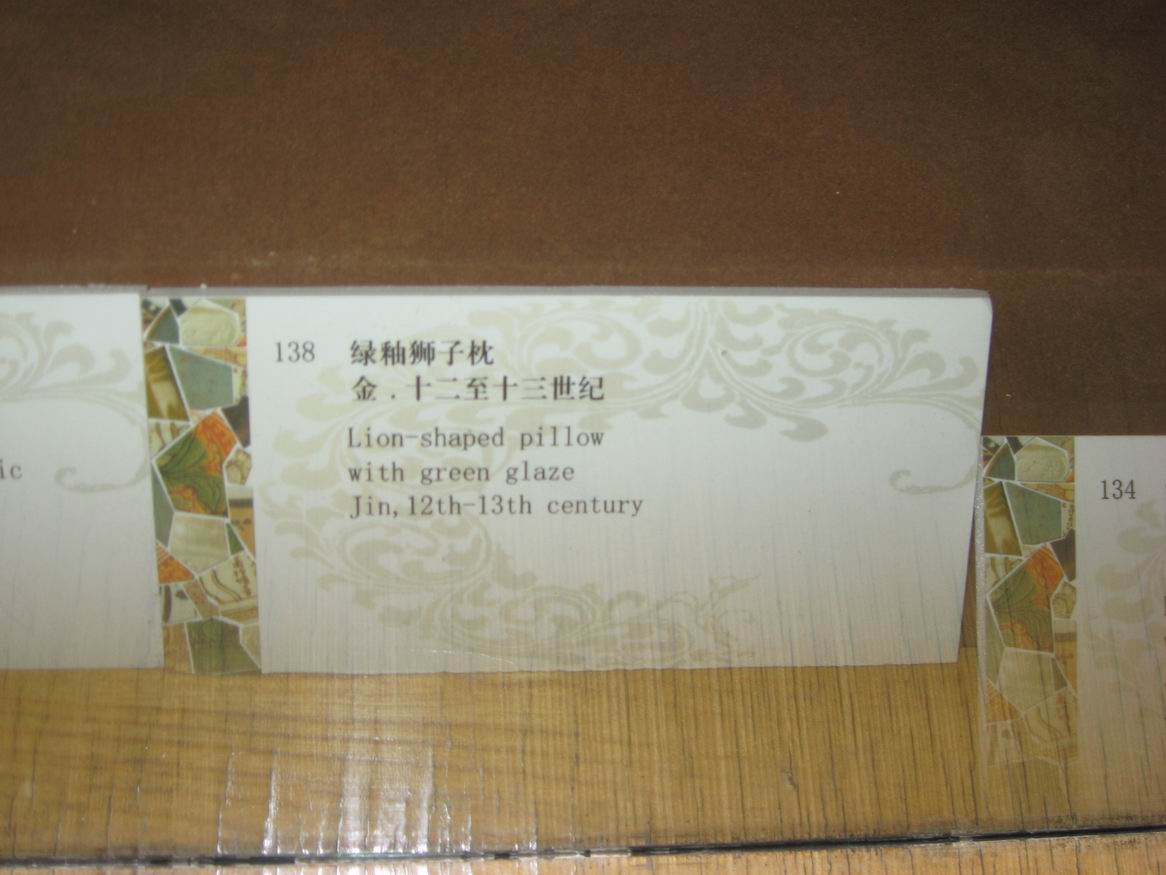 138 绿釉狮子枕
金.十二至十三世纪
Lion-shaped pillow
with green glaze
Jin,12th-13th century
ic
134